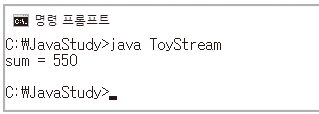 명령 프롬프트
C:₩JavaStudy>java ToyStream
sum = 550
C:₩JavaStudy>